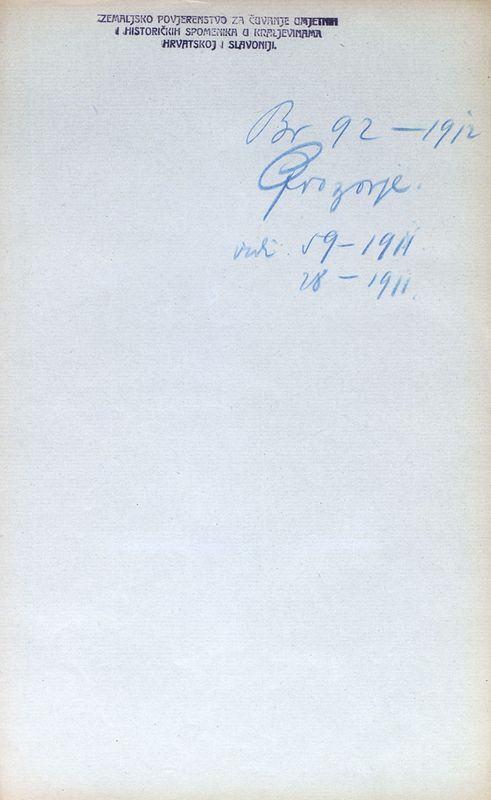 ZEMALJSKO POVJERENSTVO ZA ČUVANJE UMJETNIH
I HISTORIČKIH SPOMENIKA U KRALJEVINAMA
HRVATSKOJ I SLAVONIJI.
Br 92 – 1912
Prozorje.
vidi 59 – 1911
28 – 1911.